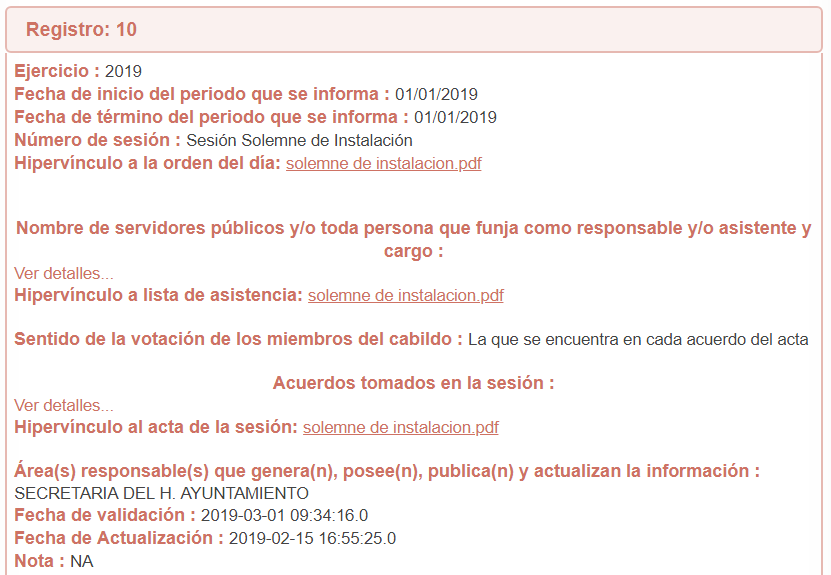 Registro: 10
Ejercicio : 2019
Fecha de inicio del periodo que se informa : 01/01/2019
Fecha de término del periodo que se informa : 01/01/2019
Número de sesión : Sesión Solemne de Instalación
Hipervínculo a la orden del día: solemne de instalacion.pdf
Nombre de servidores públicos y/o toda persona que funja como responsable y/o asistente y
cargo :
Ver detalles...
Hipervínculo a lista de asistencia: solemne de instalacion.pdf
Sentido de la votación de los miembros del cabildo : La que se encuentra en cada acuerdo del acta
Acuerdos tomados en la sesión :
Ver detalles...
Hipervínculo al acta de la sesión: solemne de instalacion.pdf
Área(s) responsable(s) que genera(n), posee(n), publica(n) y actualizan la información :
SECRETARIA DEL H. AYUNTAMIENTO
Fecha de validación : 2019-03-01 09:34:16.0
Fecha de Actualización : 2019-02-15 16:55:25.0
Nota : NA